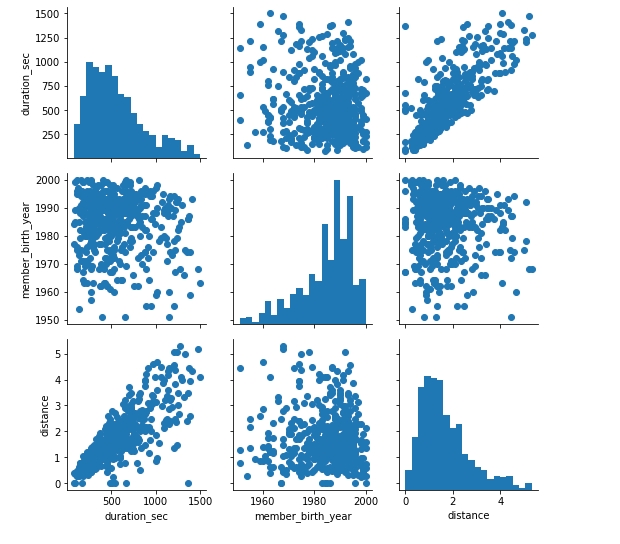 1500
1250
1000
750
500
250
duration_sec
2000
1990
1980
1970
1960
1950
member_birth_year
5
4
3
2
1
0
distance
500 1000 1500
1960 1980 2000
0 2 4
duration_sec
member_birth_year
distance